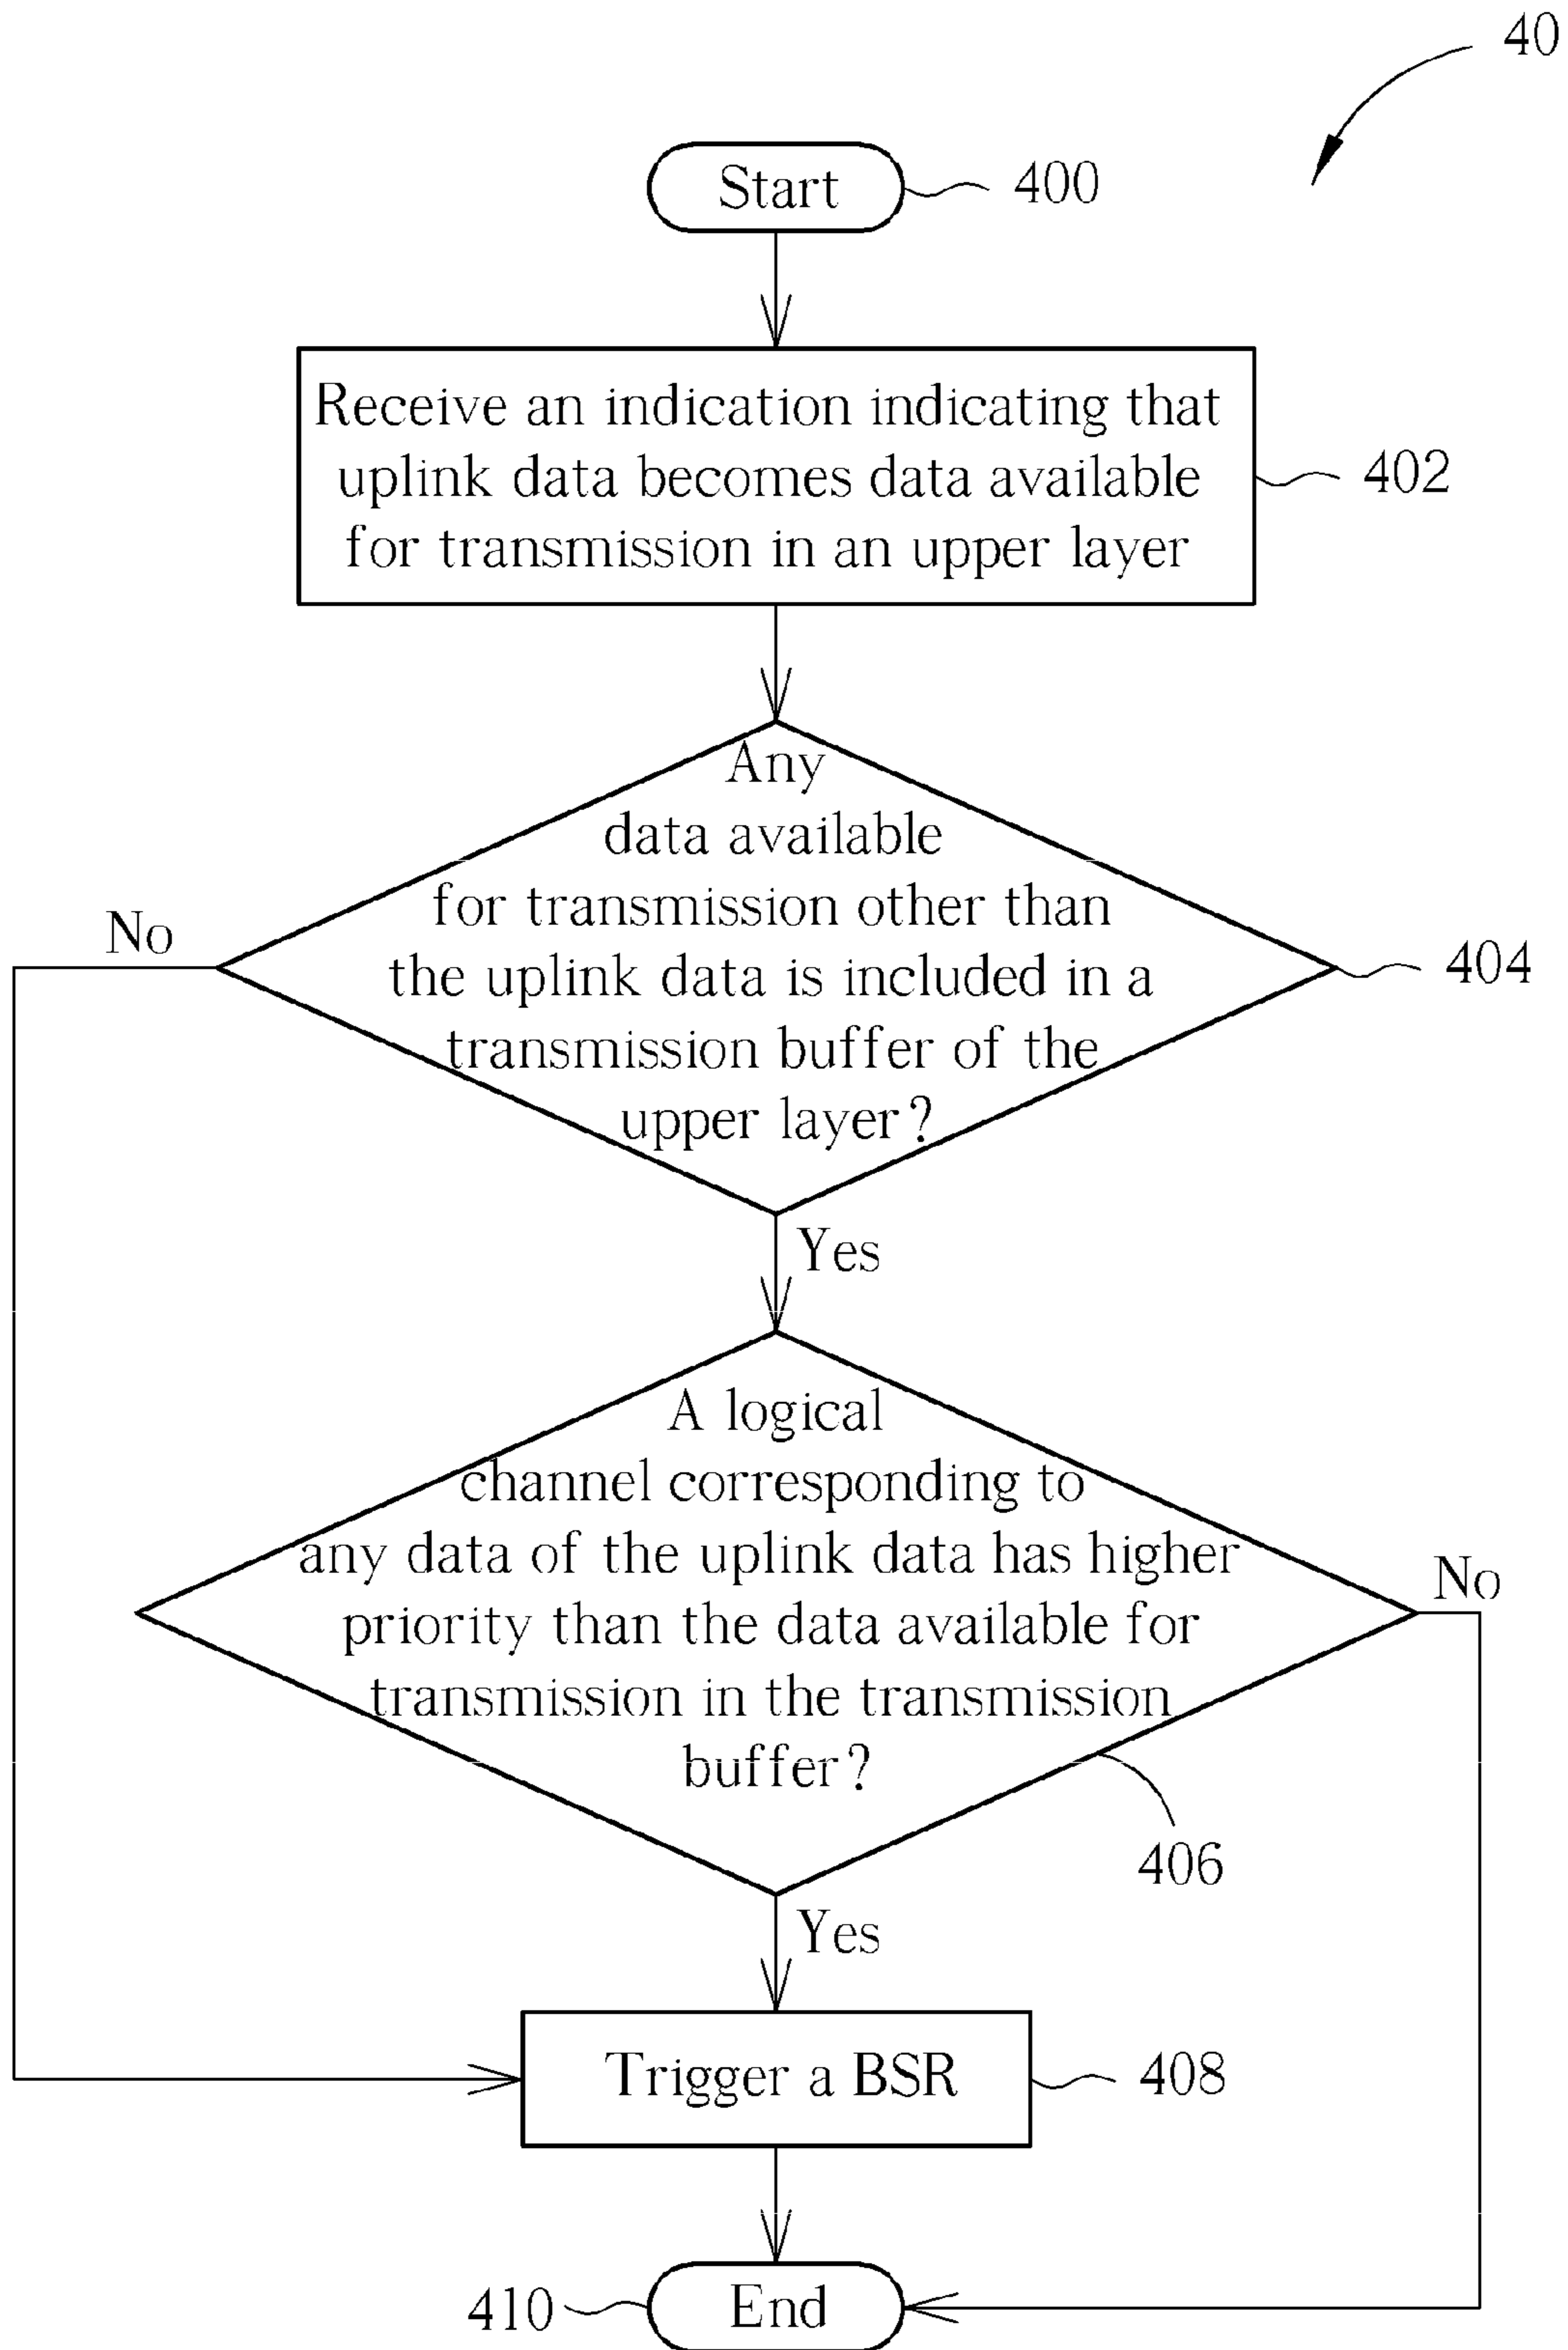 40
Start
400
Receive an indication indicating that
uplink data becomes data available
for transmission in an upper layer
402
Any
data available
for transmission other than
the uplink data is included in a
transmission buffer of the
upper layer?
No
404
Yes
A logical
channel corresponding to
any data of the uplink data has higher
priority than the data available for
transmission in the transmission
buffer?
No
406
Yes
Trigger a BSR
408
410
End